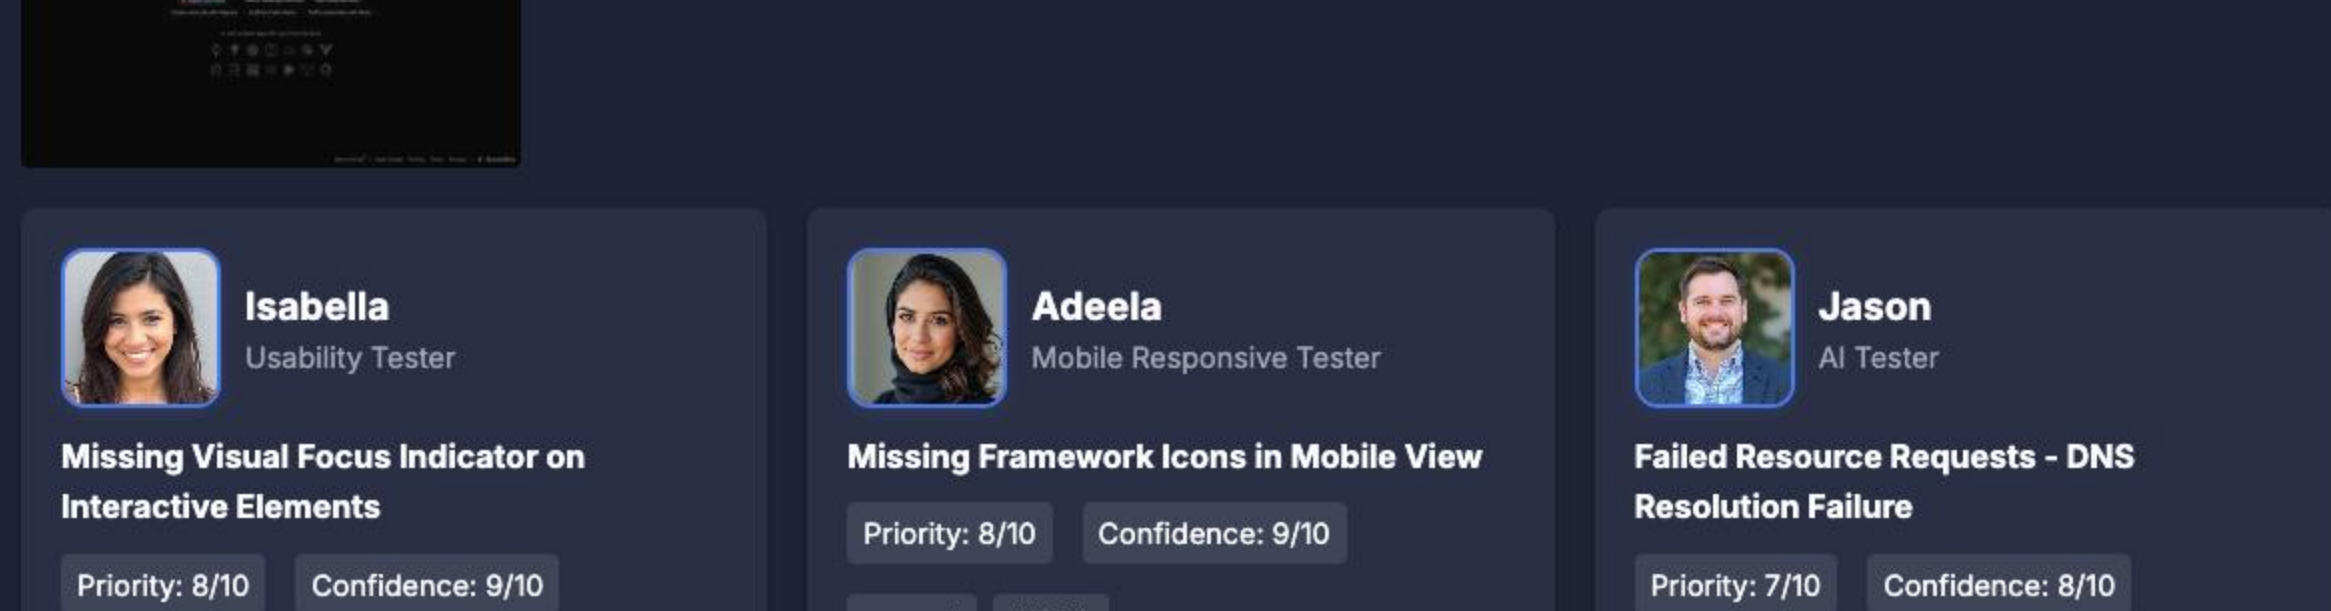 Isabella
Usability Tester
Missing Visual Focus Indicator on
Interactive Elements
Priority: 8/10 Confidence: 9/10
Adeela
Mobile Responsive Tester
Missing Framework Icons in Mobile View
Priority: 8/10 Confidence: 9/10
Jason
AI Tester
Failed Resource Requests - DNS
Resolution Failure
Priority: 7/10 Confidence: 8/10